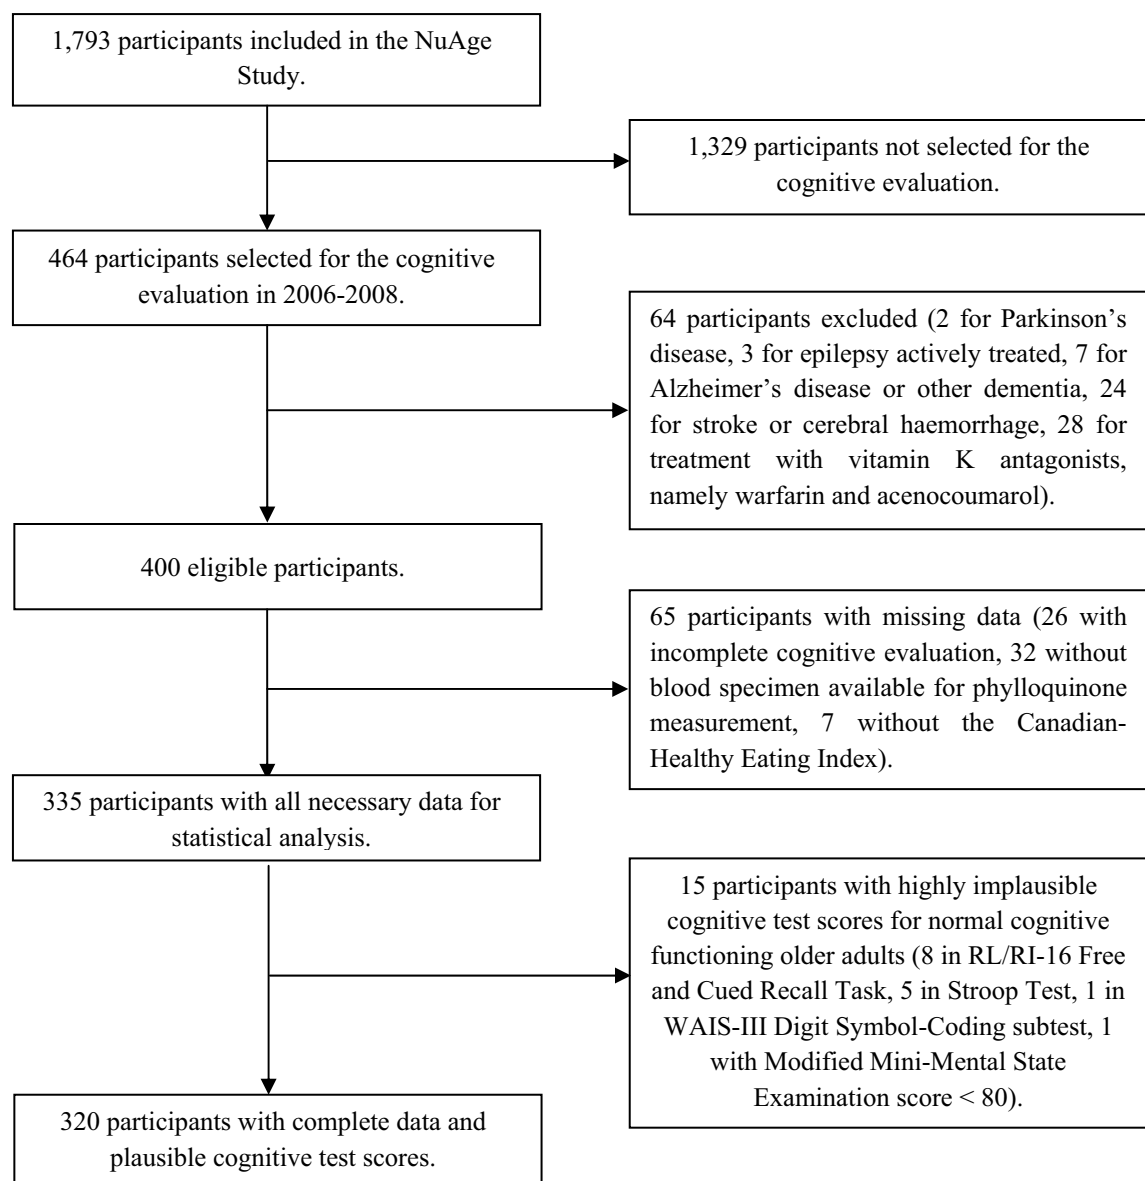 1,793 participants included in the NuAge
Study.
1,329 participants not selected for the
cognitive evaluation.
464 participants selected for the cognitive
evaluation in 2006-2008.
64 participants excluded (2 for Parkinson’s
disease, 3 for epilepsy actively treated, 7 for
Alzheimer’s disease or other dementia, 24
for stroke or cerebral haemorrhage, 28 for
treatment with vitamin K antagonists,
namely warfarin and acenocoumarol).
400 eligible participants.
65 participants with missing data (26 with
incomplete cognitive evaluation, 32 without
blood specimen available for phylloquinone
measurement, 7 without the Canadian-
Healthy Eating Index).
335 participants with all necessary data for
statistical analysis.
15 participants with highly implausible
cognitive test scores for normal cognitive
functioning older adults (8 in RL/RI-16 Free
and Cued Recall Task, 5 in Stroop Test, 1 in
WAIS-III Digit Symbol-Coding subtest, 1
with Modified Mini-Mental State
Examination score < 80).
320 participants with complete data and
plausible cognitive test scores.